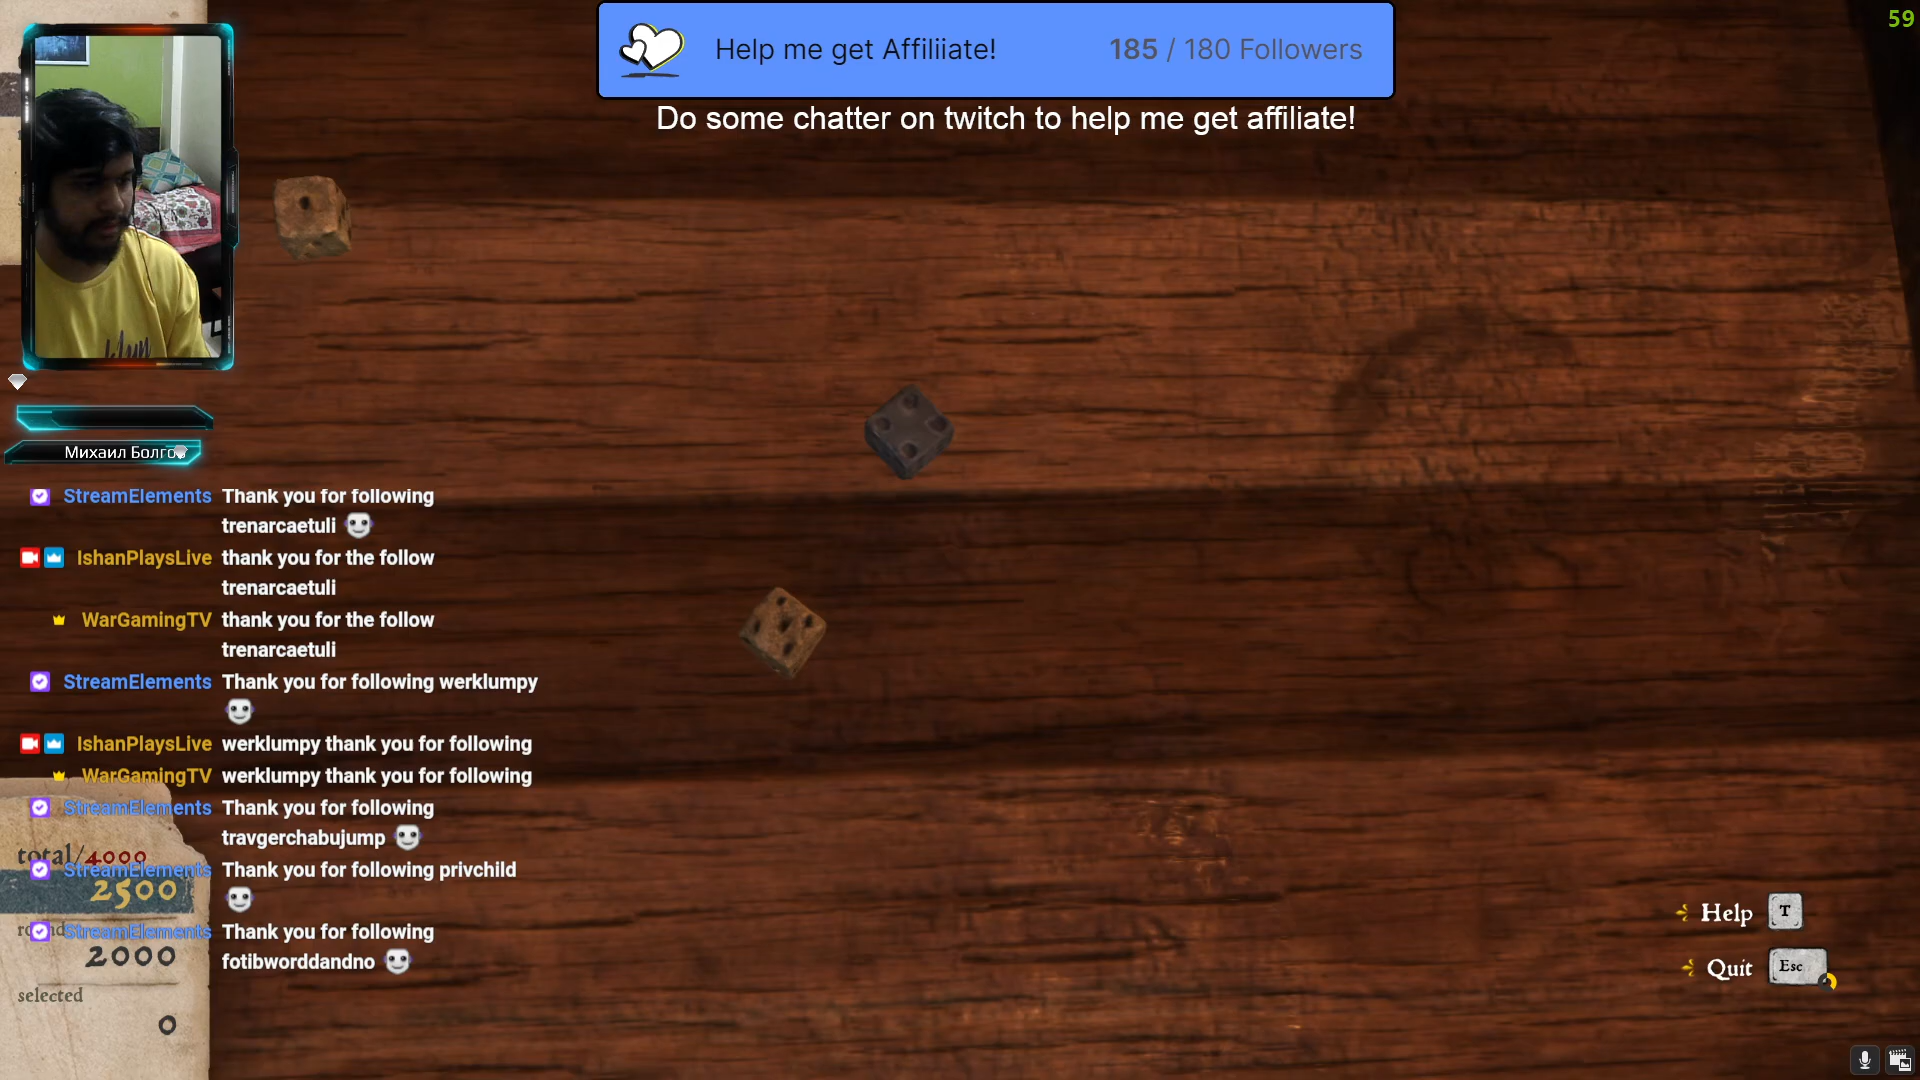 59
Help me get Affiliiate!
185 / 180 Followers
Do some chatter on twitch to help me get affiliate!
Михаил Болгов
StreamElements Thank you for following
trenarcaetuli
IshanPlaysLive thank you for the follow
trenarcaetuli
WarGamingTV thank you for the follow
trenarcaetuli
StreamElements Thank you for following werklumpy
IshanPlaysLive werklumpy thank you for following
WarGamingTV werklumpy thank you for following
StreamElements Thank you for following
travgerchabujump
total/4000
StreamElements Thank you for following privchild
2500
round
StreamElements Thank you for following
fotibworddandno
2000
selected
0
Help T
Quit Esc